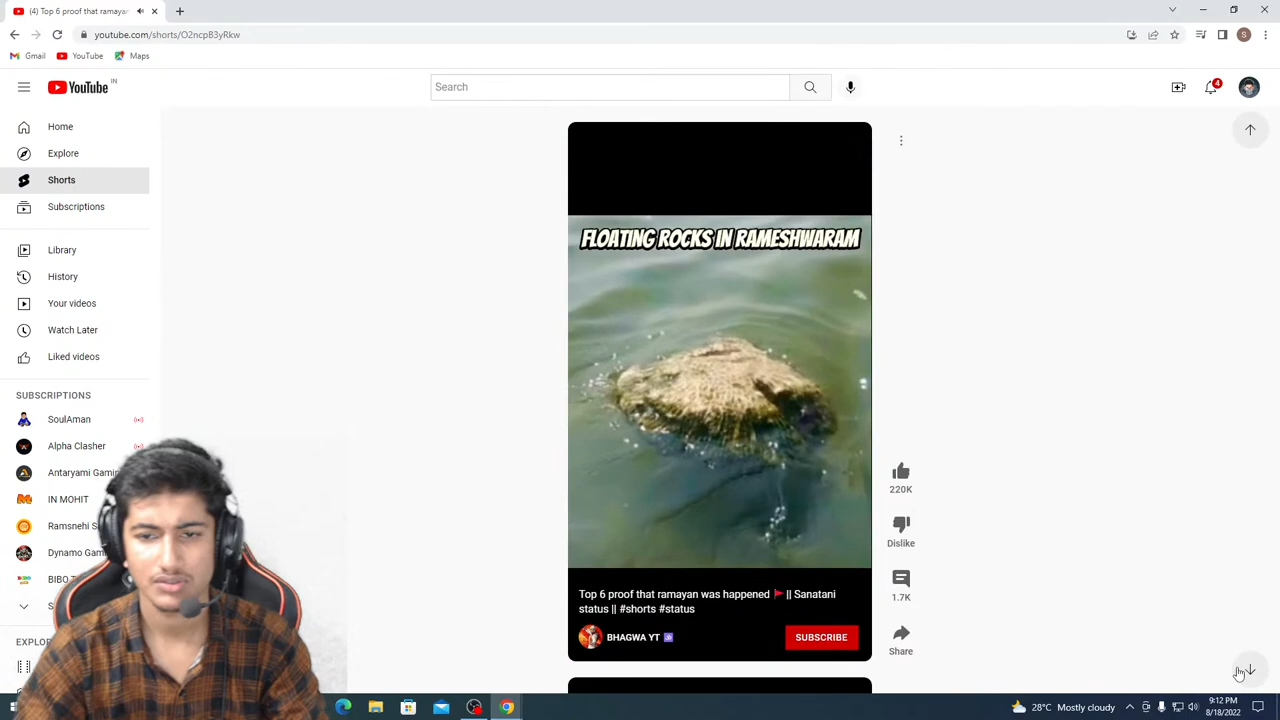 (4) Top 6 proof that ramayan
youtube.com/shorts/O2ncpB3yRkw
S
Gmail
YouTube
Maps
YouTube IN
Search
4
Home
Explore
Shorts
Subscriptions
Library
History
Your videos
Watch Later
Liked videos
SUBSCRIPTIONS
SoulAman
Alpha Clasher
Antaryami Gamin
IN MOHIT
Ramsnehi S
Dynamo Gam
BIBO T
S
EXPLOR
FLOATING ROCKS IN RAMESHWARAM
220K
Dislike
1.7K
Share
Top 6 proof that ramayan was happened 🚩 || Sanatani
status || #shorts #status
BHAGWA YT 🕉
SUBSCRIBE
28°C Mostly cloudy
9:12 PM
8/18/2022